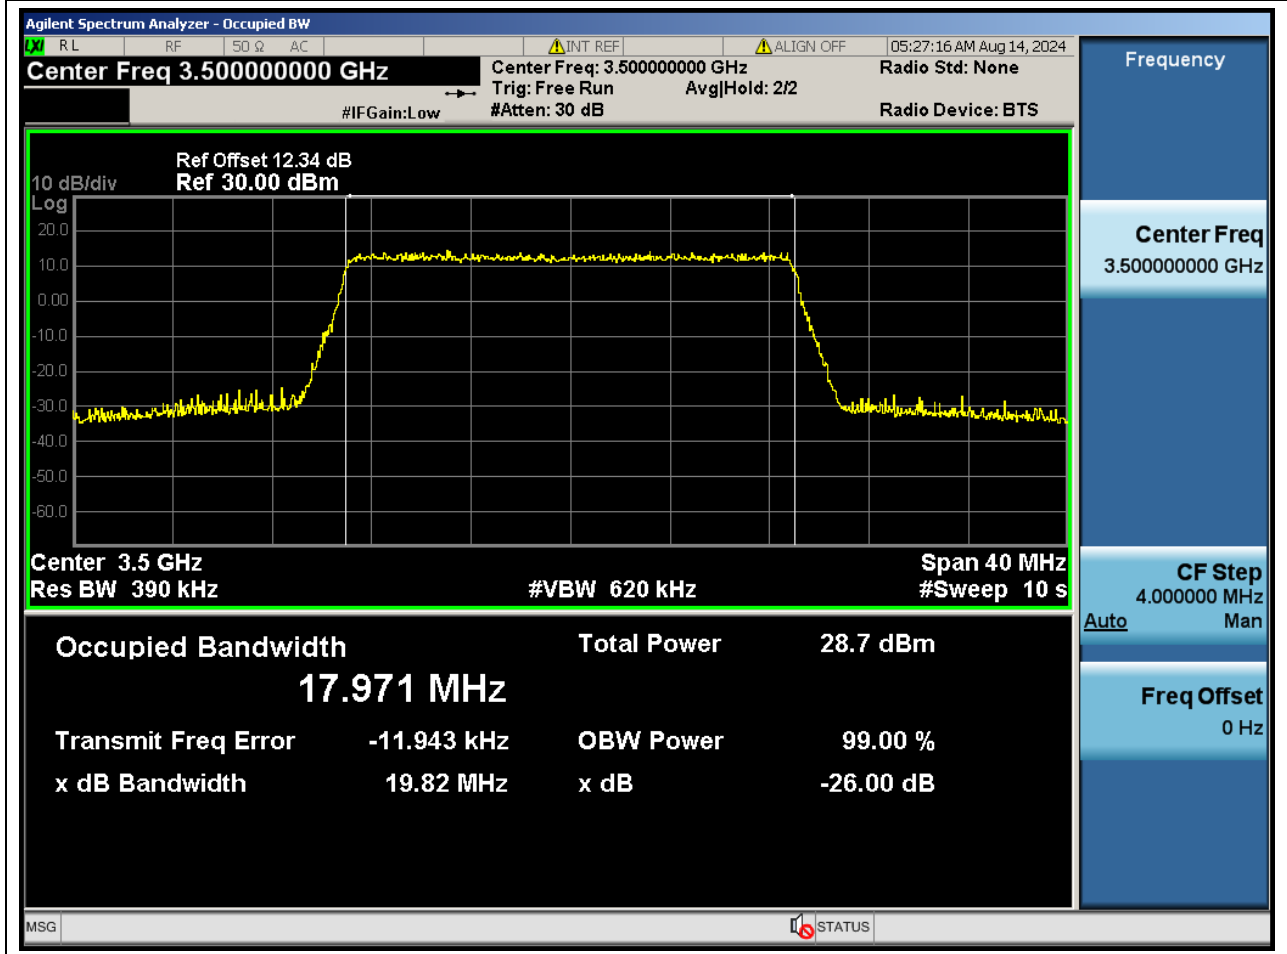 Agilent Spectrum Analyzer - Occupied BW
LXI RL RF 50 Ω AC INT REF ALIGN OFF 05:27:16 AM Aug 14, 2024
Center Freq 3.500000000 GHz
Center Freq: 3.500000000 GHz Radio Std: None
Trig: Free Run Avg|Hold: 2/2
#IFGain:Low #Atten: 30 dB Radio Device: BTS
Ref Offset 12.34 dB
10 dB/div Ref 30.00 dBm
Log
20.0
10.0
0.00
-10.0
-20.0
-30.0
-40.0
-50.0
-60.0
Center 3.5 GHz Span 40 MHz
Res BW 390 kHz #VBW 620 kHz #Sweep 10 s
Occupied Bandwidth Total Power 28.7 dBm
17.971 MHz
Transmit Freq Error -11.943 kHz OBW Power 99.00 %
x dB Bandwidth 19.82 MHz x dB -26.00 dB
Frequency
Center Freq
3.500000000 GHz
CF Step
4.000000 MHz
Auto Man
Freq Offset
0 Hz
MSG STATUS